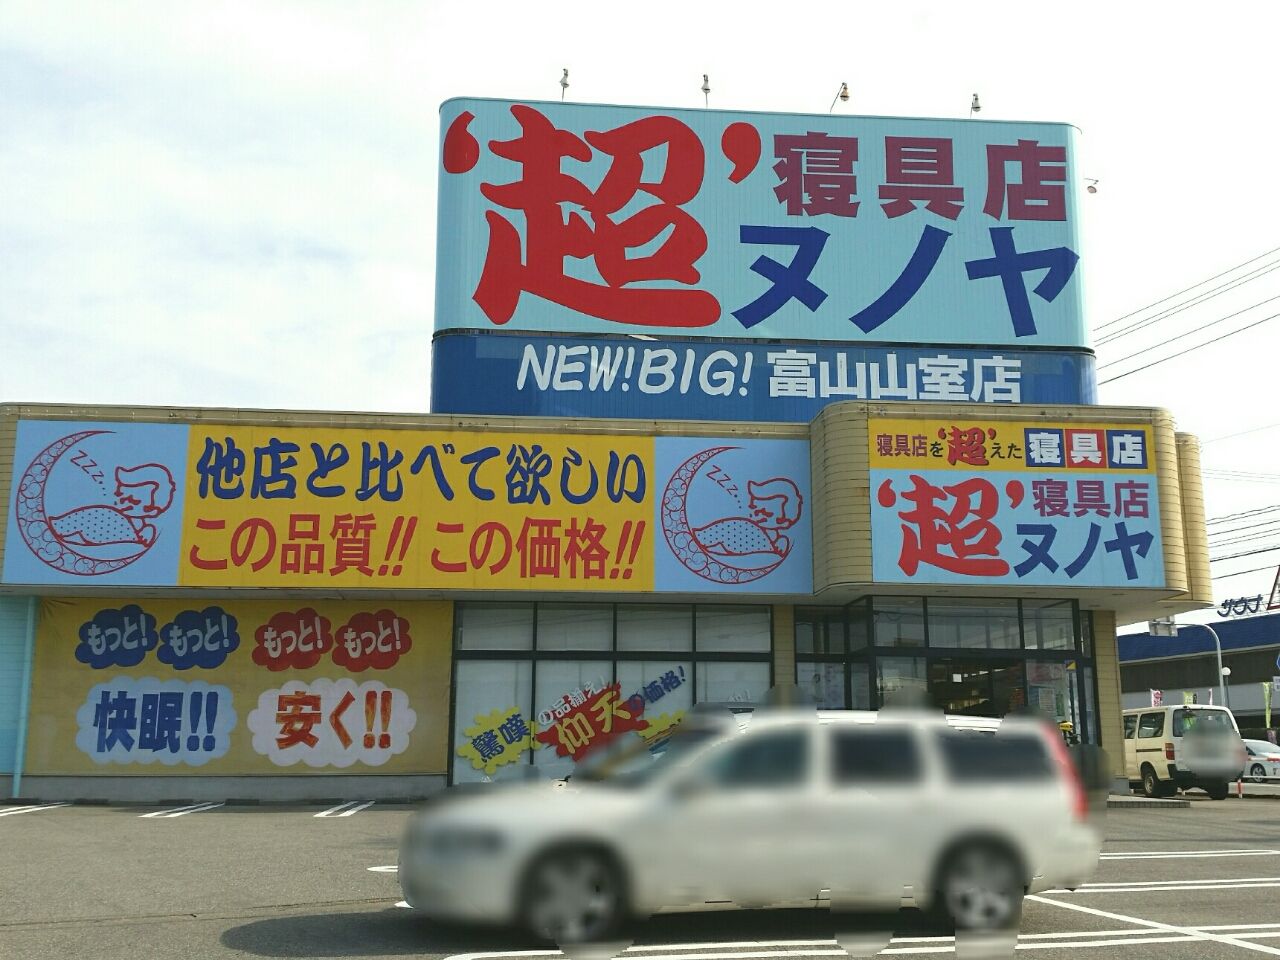 ‘超’寝具店
ヌノヤ
NEW!BIG!富山山室店
zzz
他店と比べて欲しい
この品質!!この価格!!
zzz
寝具店を‘超’えた寝具店
‘超’寝具店
ヌノヤ
もっと!もっと!もっと!もっと!
快眠!!安く!!
驚嘆の品揃え!
仰天の価格!